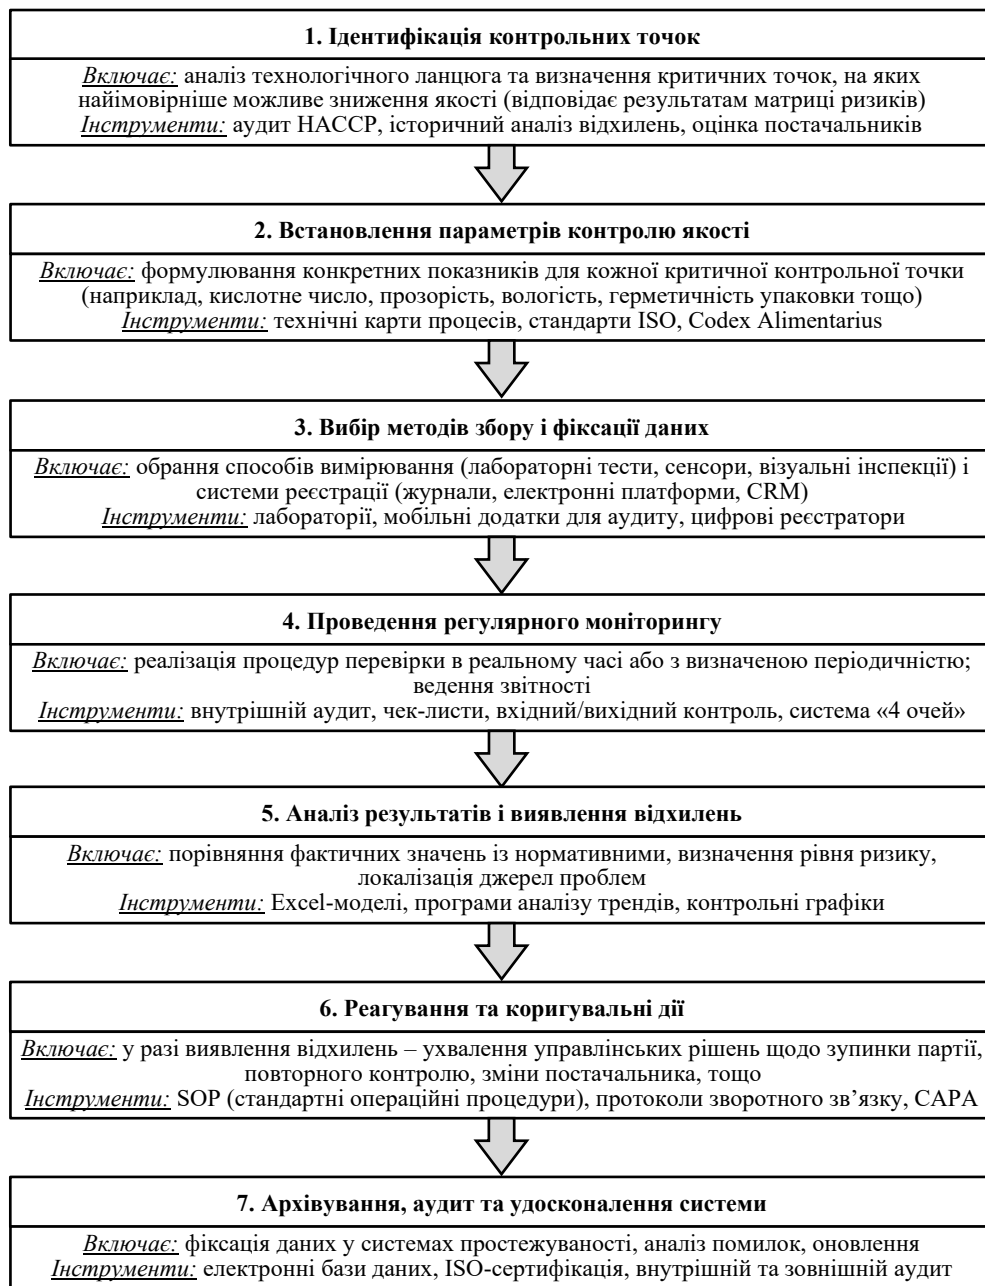 1. Ідентифікація контрольних точок
Включає: аналіз технологічного ланцюга та визначення критичних точок, на яких
найімовірніше можливе зниження якості (відповідає результатам матриці ризиків)
Інструменти: аудит HACCP, історичний аналіз відхилень, оцінка постачальників
2. Встановлення параметрів контролю якості
Включає: формулювання конкретних показників для кожної критичної контрольної точки
(наприклад, кислотне число, прозорість, вологість, герметичність упаковки тощо)
Інструменти: технічні карти процесів, стандарти ISO, Codex Alimentarius
3. Вибір методів збору і фіксації даних
Включає: обрання способів вимірювання (лабораторні тести, сенсори, візуальні інспекції) і
системи реєстрації (журнали, електронні платформи, CRM)
Інструменти: лабораторії, мобільні додатки для аудиту, цифрові реєстратори
4. Проведення регулярного моніторингу
Включає: реалізація процедур перевірки в реальному часі або з визначеною періодичністю;
ведення звітності
Інструменти: внутрішній аудит, чек-листи, вхідний/вихідний контроль, система «4 очей»
5. Аналіз результатів і виявлення відхилень
Включає: порівняння фактичних значень із нормативними, визначення рівня ризику,
локалізація джерел проблем
Інструменти: Excel-моделі, програми аналізу трендів, контрольні графіки
6. Реагування та коригувальні дії
Включає: у разі виявлення відхилень – ухвалення управлінських рішень щодо зупинки партії,
повторного контролю, зміни постачальника, тощо
Інструменти: SOP (стандартні операційні процедури), протоколи зворотного зв’язку, CAPA
7. Архівування, аудит та удосконалення системи
Включає: фіксація даних у системах простежуваності, аналіз помилок, оновлення
Інструменти: електронні бази даних, ISO-сертифікація, внутрішній та зовнішній аудит